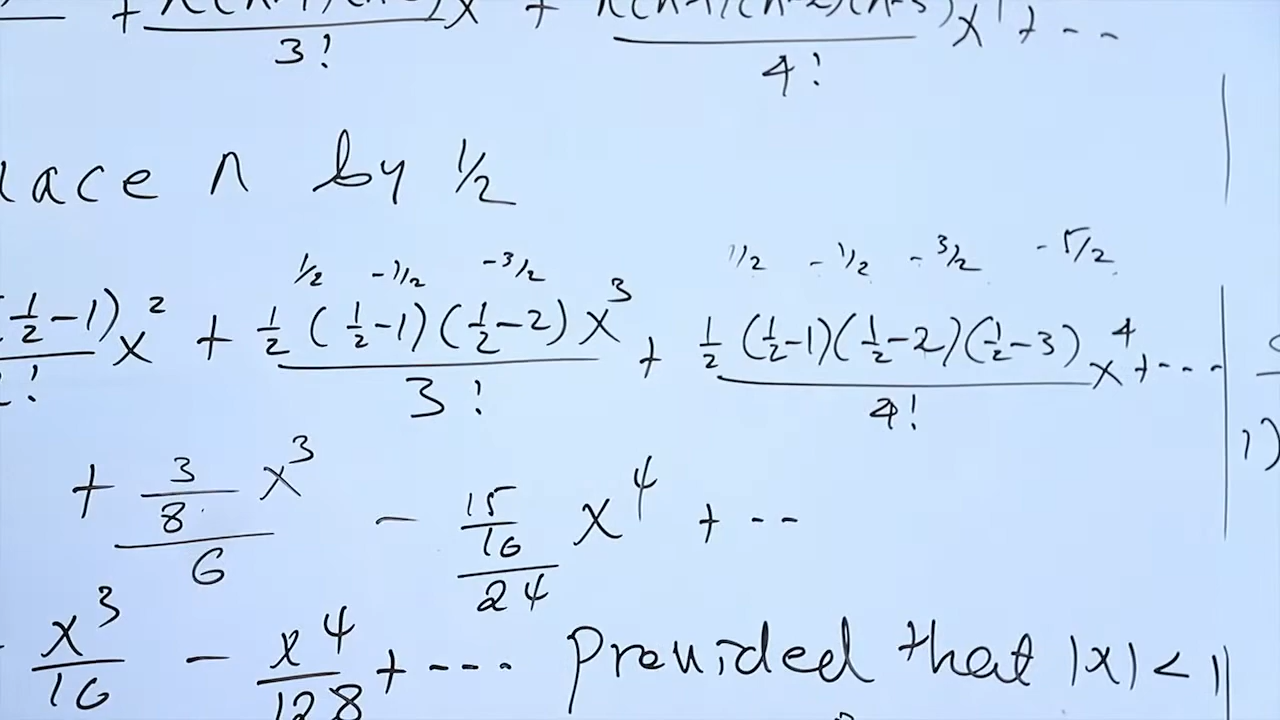 3! + 4! x + --
n by 1/2
1/2 -1/2 -3/2 1/2 -1/2 -3/2 -5/2
1/2-1)x² + 1/2(1/2-1)(1/2-2)x³/3! + 1/2(1/2-1)(1/2-2)(1/2-3)x⁴/4! + ---
+ (3/8)/6 x³ - (15/16)/24 x⁴ + --
x³/16 - x⁴/128 + --- provided that |x| < 1
1)